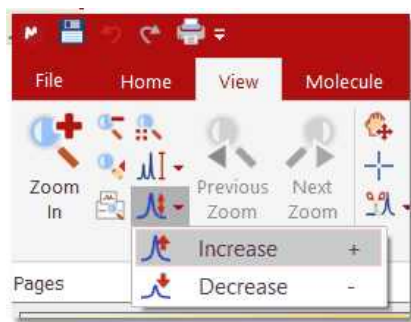 File Home View Molecule
Zoom In
Previous Zoom
Next Zoom
Increase +
Decrease -
Pages